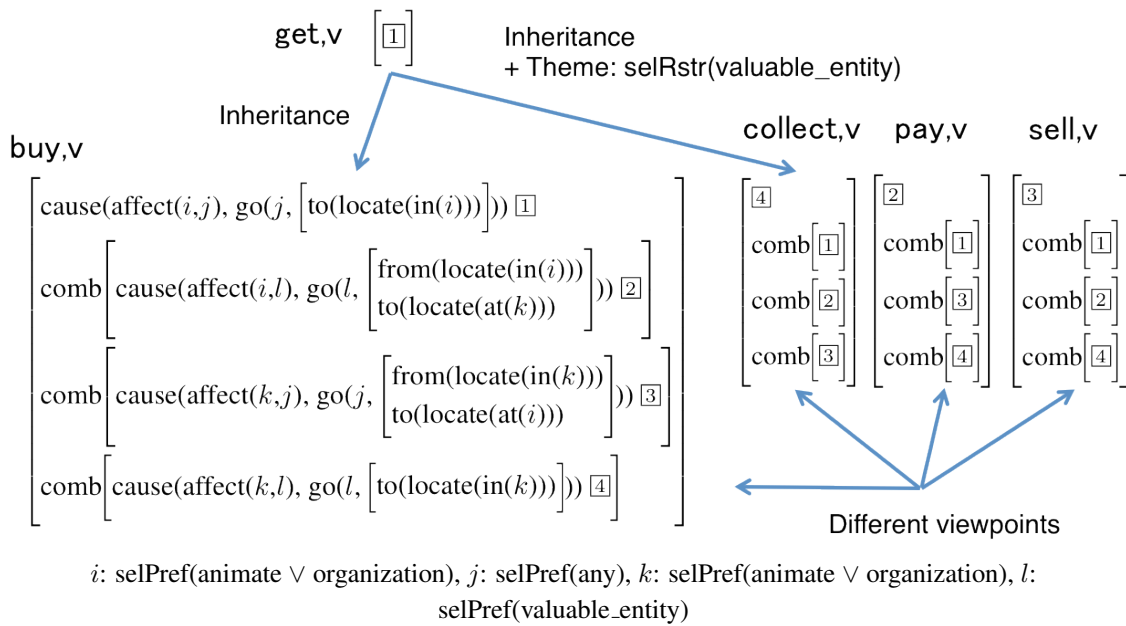 get,v [1]
Inheritance
+ Theme: selRstr(valuable_entity)
Inheritance
buy,v
cause(affect(i,j), go(j, [to(locate(in(i)))])) 1
comb[cause(affect(i,l), go(l, [from(locate(in(i)))
to(locate(at(k)))])) 2]
comb[cause(affect(k,j), go(j, [from(locate(in(k)))
to(locate(at(i)))])) 3]
comb[cause(affect(k,l), go(l, [to(locate(in(k)))])) 4]
collect,v
4
comb[1]
comb[2]
comb[3]
pay,v
2
comb[1]
comb[3]
comb[4]
sell,v
3
comb[1]
comb[2]
comb[4]
Different viewpoints
i: selPref(animate ∨ organization), j: selPref(any), k: selPref(animate ∨ organization), l:
selPref(valuable_entity)